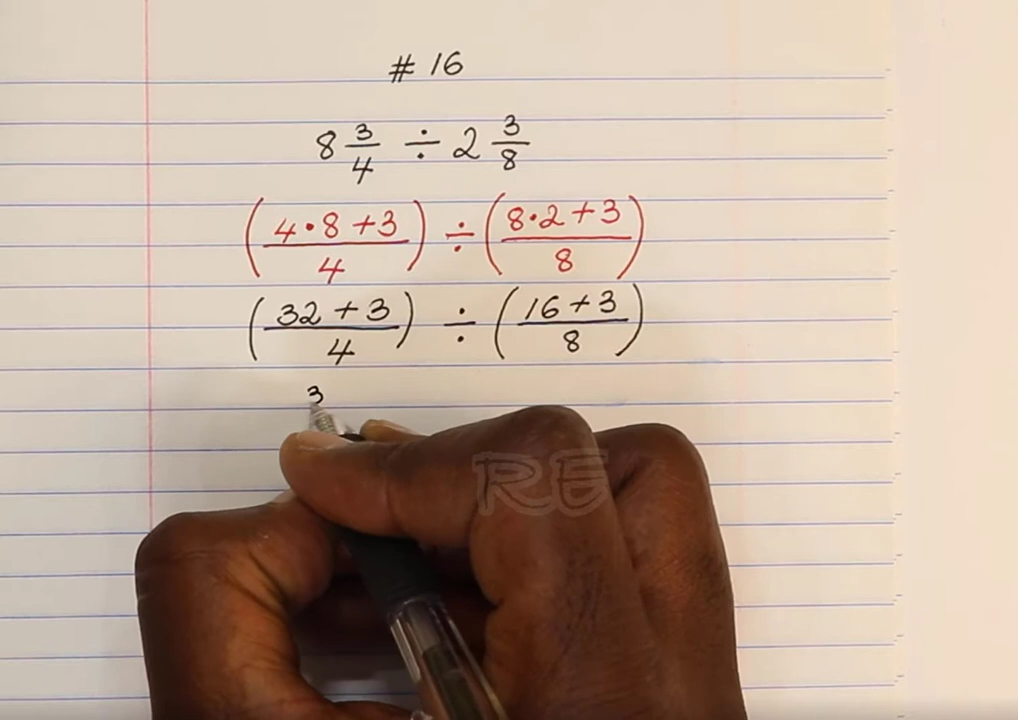 # 16
8 3/4 ÷ 2 3/8
(4·8+3/4) ÷ (8·2+3/8)
(32+3/4) ÷ (16+3/8)
3
RE